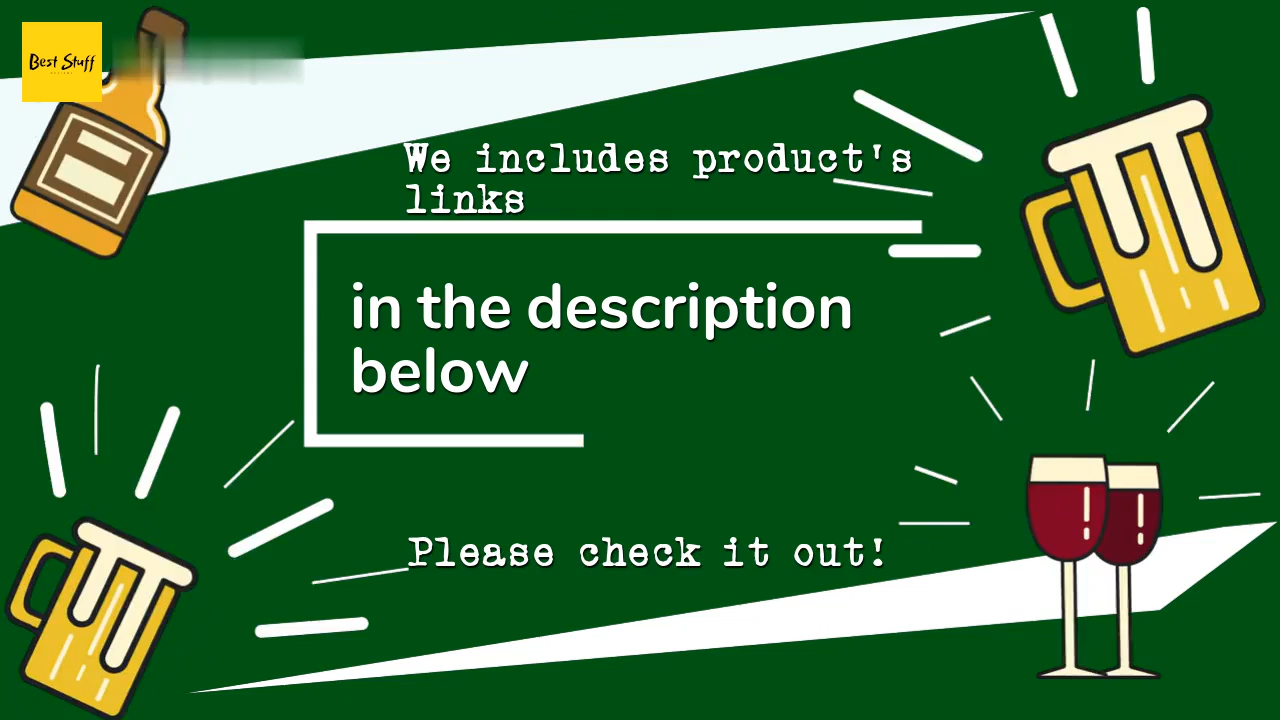 Best Stuff
We includes product's
links
in the description
below
Please check it out!